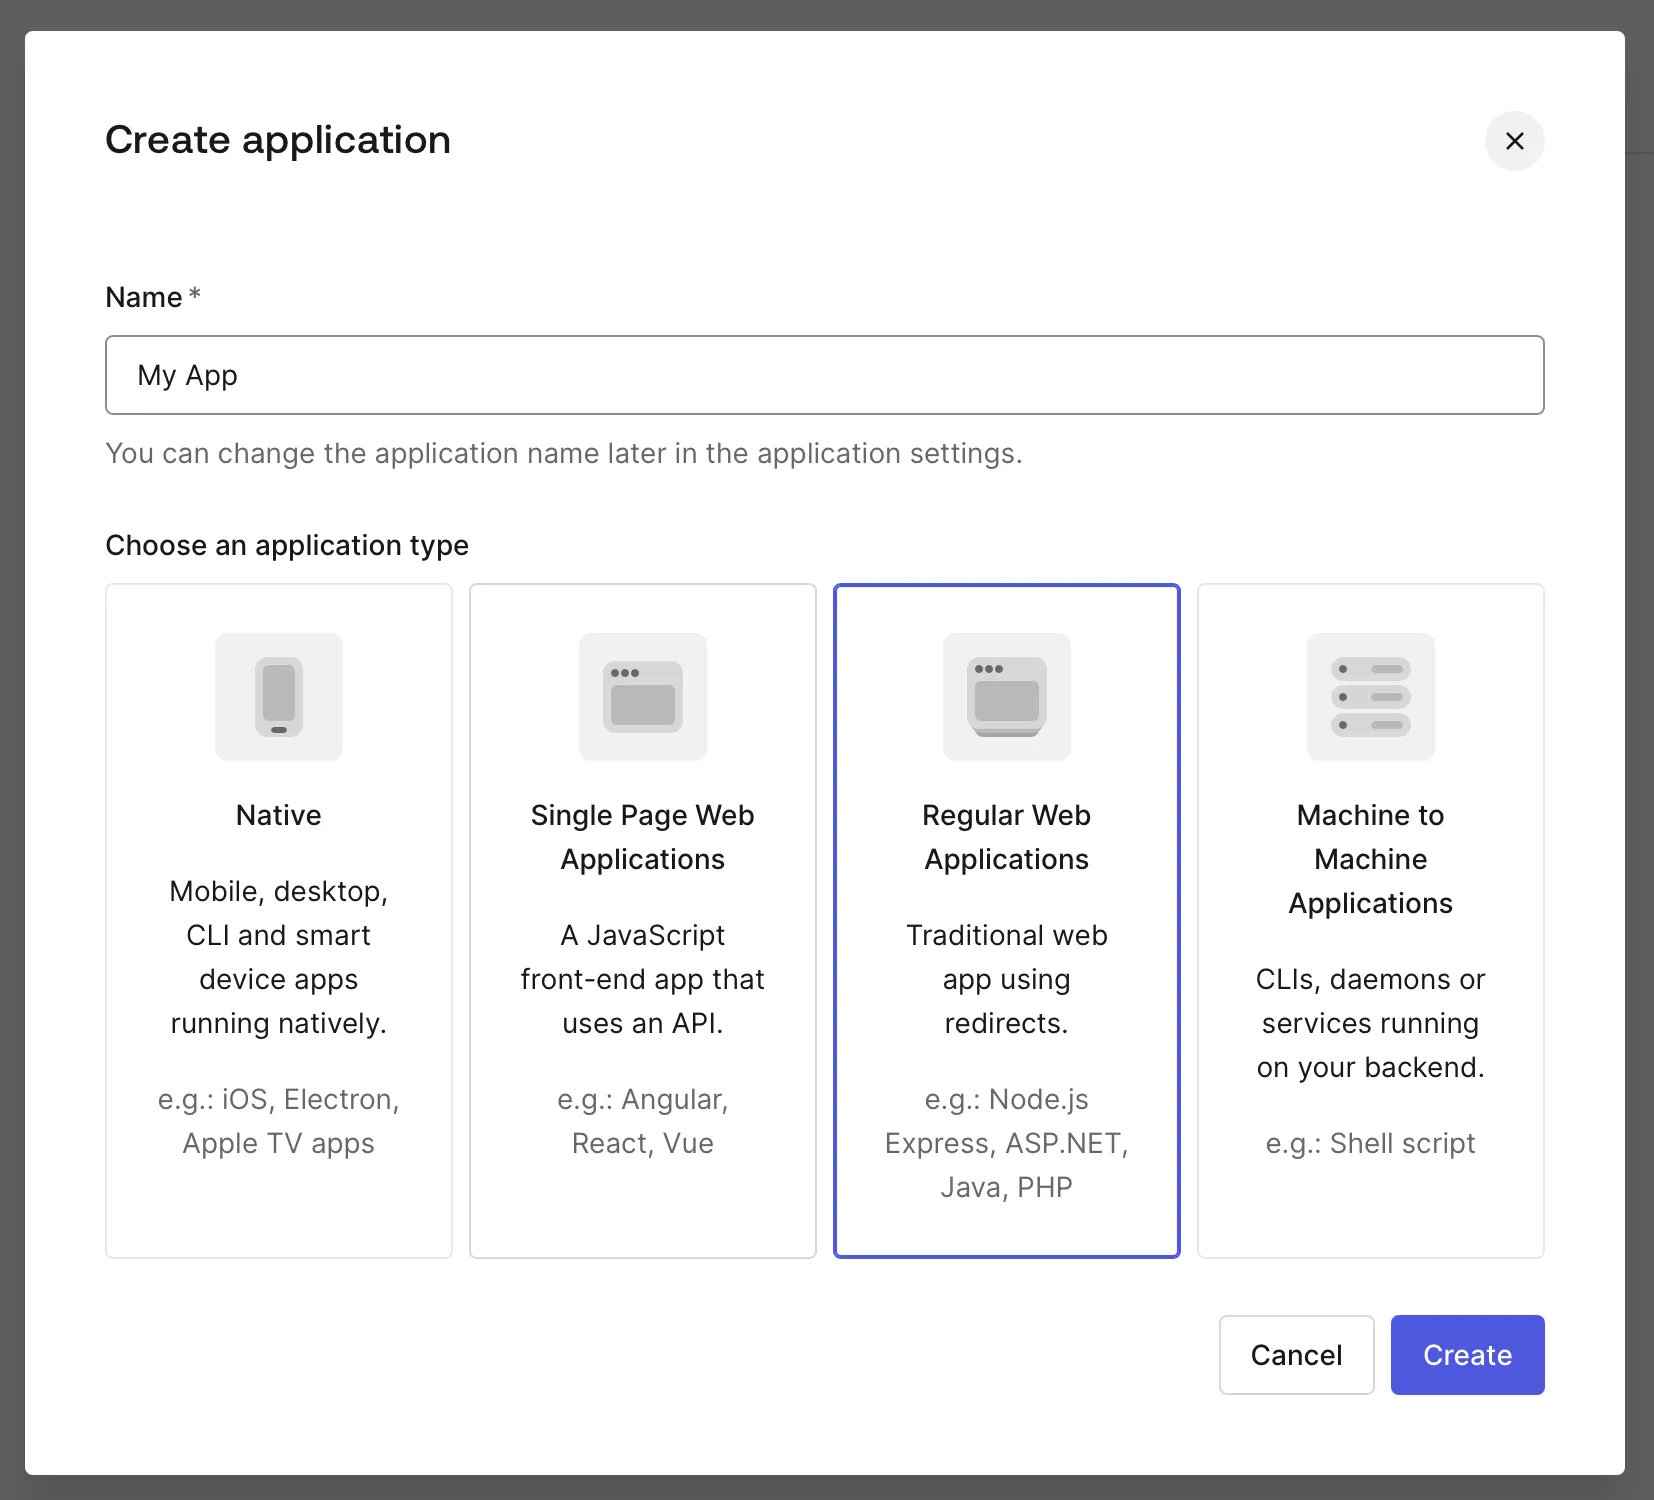 Create application
Name *
My App
You can change the application name later in the application settings.
Choose an application type
Native
Mobile, desktop,
CLI and smart
device apps
running natively.
e.g.: iOS, Electron,
Apple TV apps
Single Page Web
Applications
A JavaScript
front-end app that
uses an API.
e.g.: Angular,
React, Vue
Regular Web
Applications
Traditional web
app using
redirects.
e.g.: Node.js
Express, ASP.NET,
Java, PHP
Machine to
Machine
Applications
CLIs, daemons or
services running
on your backend.
e.g.: Shell script
Cancel
Create